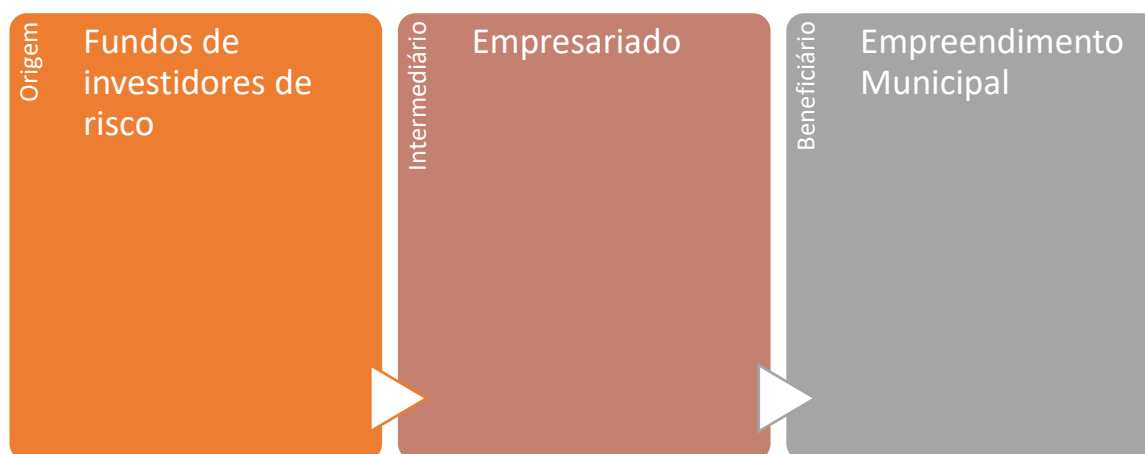 Origem
Fundos de
investidores de
risco
Intermediário
Empresariado
Beneficiário
Empreendimento
Municipal